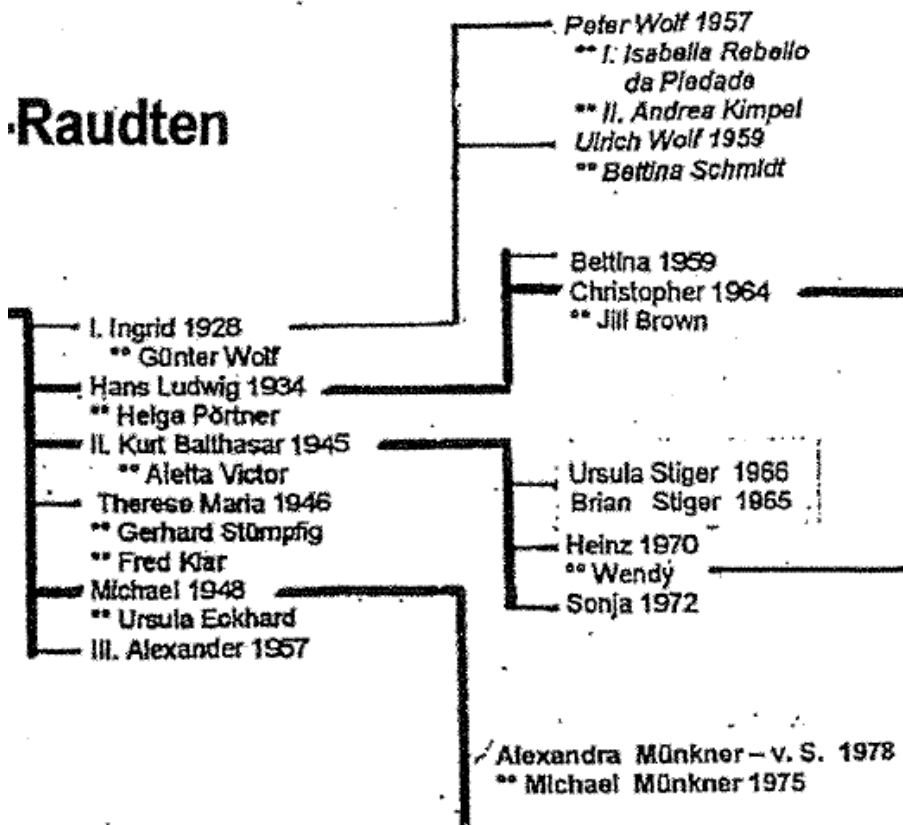 -Raudten
Peter Wolf 1957
°° I. Isabella Rebello
da Piedade
°° II. Andrea Kimpel
Ulrich Wolf 1959
°° Bettina Schmidt
I. Ingrid 1928
°° Günter Wolf
Hans Ludwig 1934
°° Helga Pörtner
II. Kurt Balthasar 1945
°° Aletta Victor
Therese Maria 1946
°° Gerhard Stümpfig
°° Fred Klar
Michael 1948
°° Ursula Eckhard
III. Alexander 1957
Bettina 1959
Christopher 1964
°° Jill Brown
Ursula Stiger 1966
Brian Stiger 1965
Heinz 1970
°° Wendy
Sonja 1972
Alexandra Münkner – v. S. 1978
°° Michael Münkner 1975